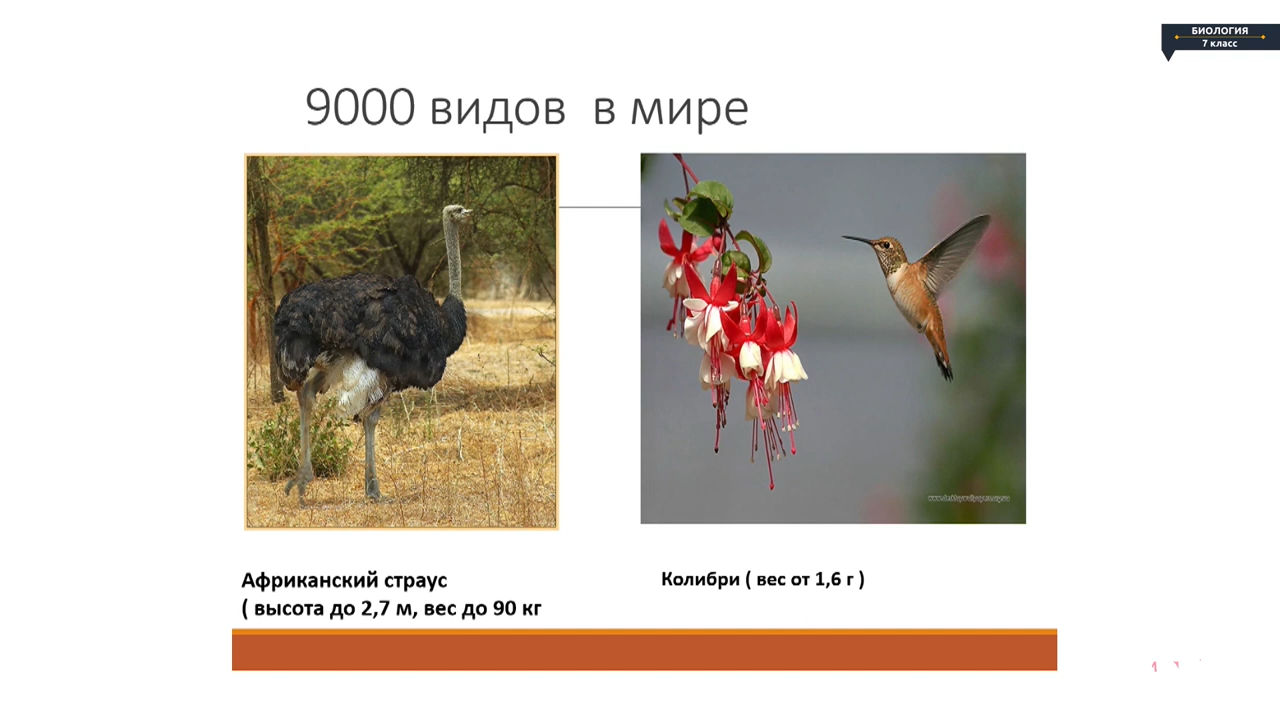 БИОЛОГИЯ
7 класс
9000 видов в мире
Африканский страус
( высота до 2,7 м, вес до 90 кг
Колибри ( вес от 1,6 г )